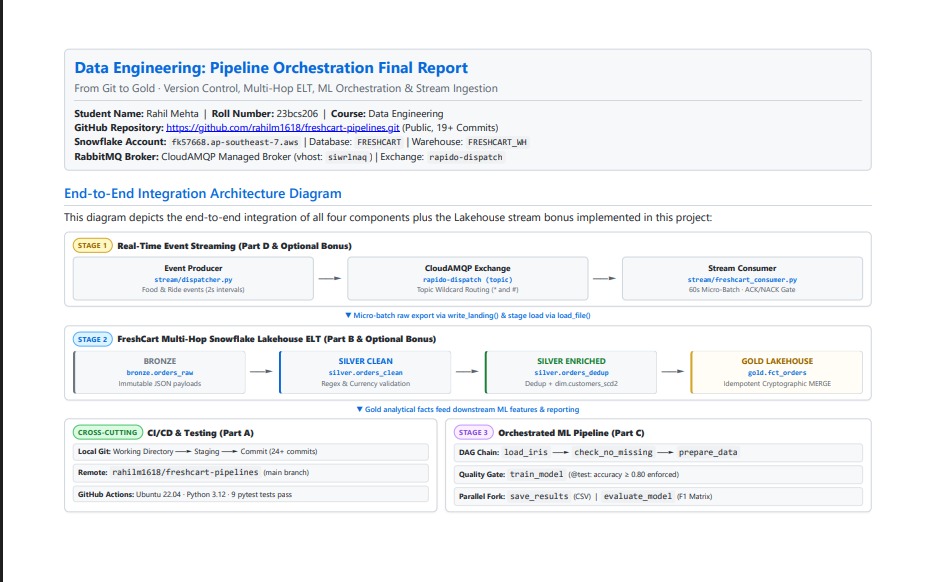 Data Engineering: Pipeline Orchestration Final Report
From Git to Gold · Version Control, Multi-Hop ELT, ML Orchestration & Stream Ingestion
Student Name: Rahil Mehta | Roll Number: 23bcs206 | Course: Data Engineering
GitHub Repository: https://github.com/rahilm1618/freshcart-pipelines.git (Public, 19+ Commits)
Snowflake Account: fk57668.ap-southeast-7.aws | Database: FRESHCART | Warehouse: FRESHCART_WH
RabbitMQ Broker: CloudAMQP Managed Broker (vhost: siwrlnaq ) | Exchange: rapido-dispatch
End-to-End Integration Architecture Diagram
This diagram depicts the end-to-end integration of all four components plus the Lakehouse stream bonus implemented in this project:
STAGE 1 Real-Time Event Streaming (Part D & Optional Bonus)
Event Producer
stream/dispatcher.py
Food & Ride events (2s intervals)
CloudAMQP Exchange
rapido-dispatch (topic)
Topic Wildcard Routing (* and #)
Stream Consumer
stream/freshcart_consumer.py
60s Micro-Batch · ACK/NACK Gate
▼ Micro-batch raw export via write_landing() & stage load via load_file()
STAGE 2 FreshCart Multi-Hop Snowflake Lakehouse ELT (Part B & Optional Bonus)
BRONZE
bronze.orders_raw
Immutable JSON payloads
SILVER CLEAN
silver.orders_clean
Regex & Currency validation
SILVER ENRICHED
silver.orders_dedup
Dedup + dim.customers_scd2
GOLD LAKEHOUSE
gold.fct_orders
Idempotent Cryptographic MERGE
▼ Gold analytical facts feed downstream ML features & reporting
CROSS-CUTTING CI/CD & Testing (Part A)
Local Git: Working Directory → Staging → Commit (24+ commits)
Remote: rahilm1618/freshcart-pipelines (main branch)
GitHub Actions: Ubuntu 22.04 · Python 3.12 · 9 pytest tests pass
STAGE 3 Orchestrated ML Pipeline (Part C)
DAG Chain: load_iris → check_no_missing → prepare_data
Quality Gate: train_model (@test: accuracy ≥ 0.80 enforced)
Parallel Fork: save_results (CSV) | evaluate_model (F1 Matrix)